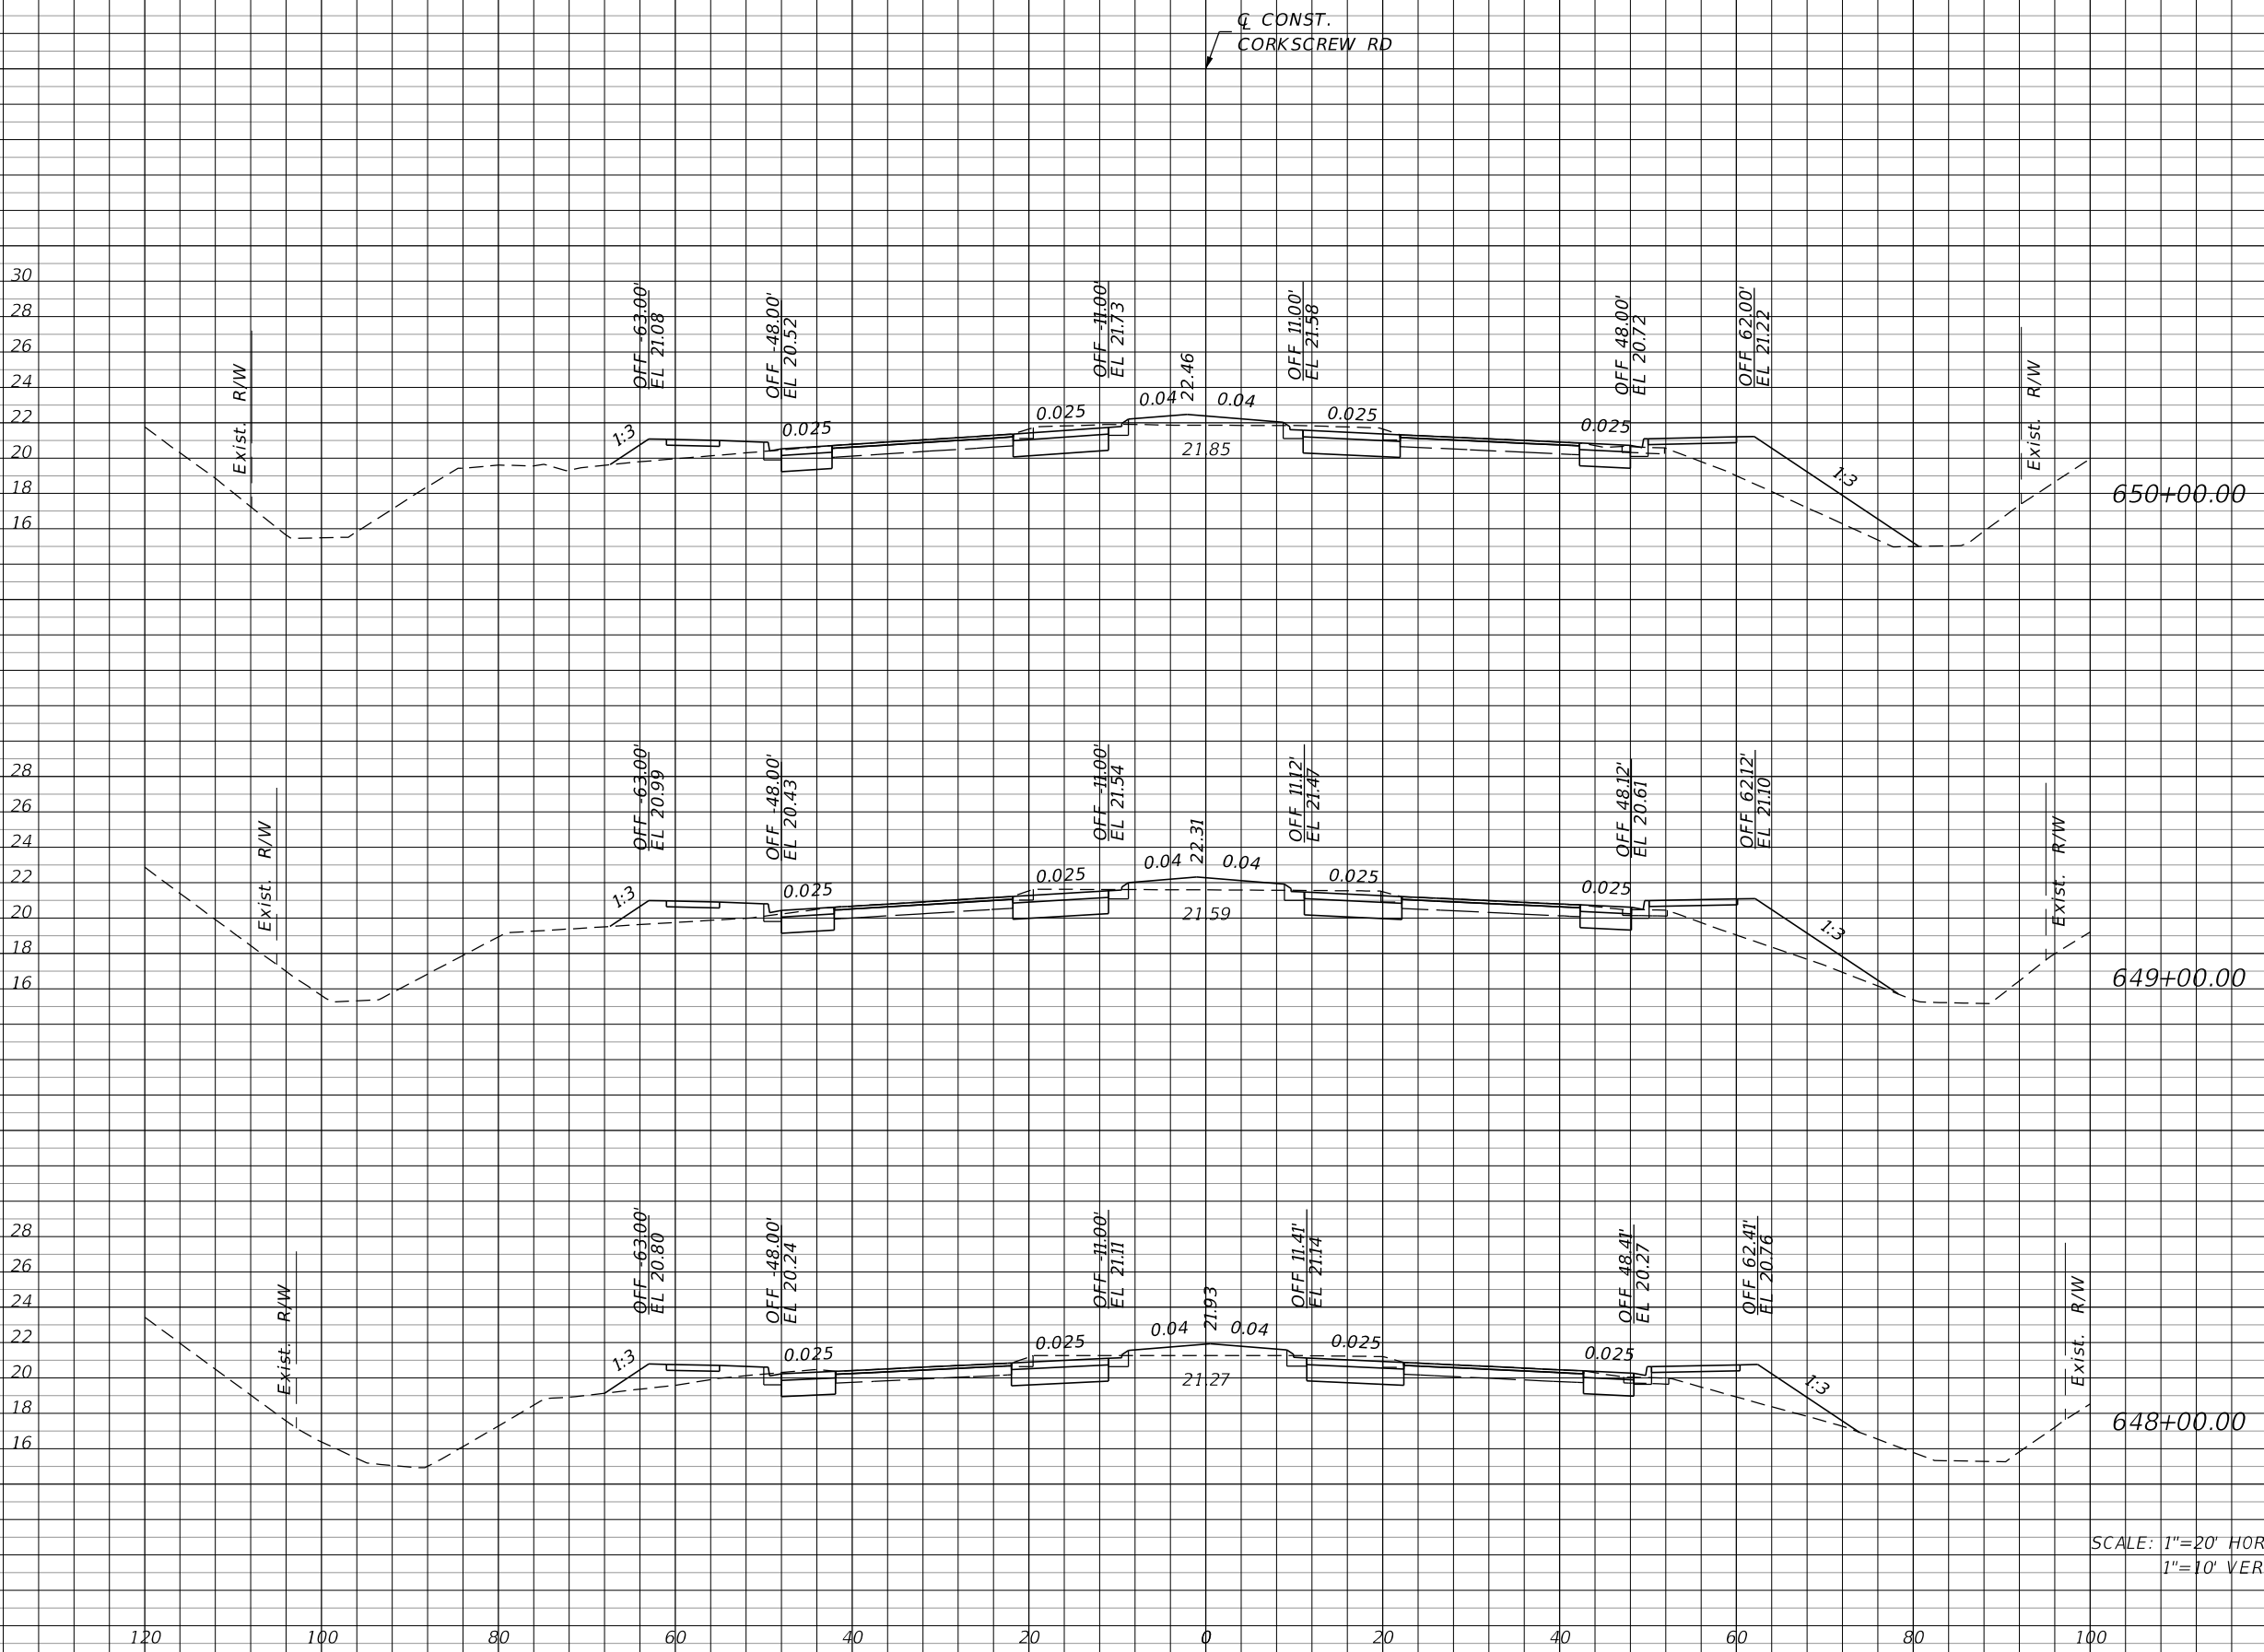 ℄ CONST.
CORKSCREW RD
30
28
26
24
22
20
18
16
Exist. R/W
OFF -63.00'
EL 21.08
1:3
OFF -48.00'
EL 20.52
0.025
0.025
OFF -11.00'
EL 21.73
0.04
22.46
0.04
21.85
OFF 11.00'
EL 21.58
0.025
0.025
OFF 48.00'
EL 20.72
OFF 62.00'
EL 21.22
1:3
Exist. R/W
650+00.00
28
26
24
22
20
18
16
Exist. R/W
OFF -63.00'
EL 20.99
1:3
OFF -48.00'
EL 20.43
0.025
0.025
OFF -11.00'
EL 21.54
0.04
22.31
0.04
21.59
OFF 11.12'
EL 21.47
0.025
0.025
OFF 48.12'
EL 20.61
OFF 62.12'
EL 21.10
1:3
Exist. R/W
649+00.00
28
26
24
22
20
18
16
Exist. R/W
OFF -63.00'
EL 20.80
1:3
OFF -48.00'
EL 20.24
0.025
0.025
OFF -11.00'
EL 21.11
0.04
21.93
0.04
21.27
OFF 11.41'
EL 21.14
0.025
0.025
OFF 48.41'
EL 20.27
OFF 62.41'
EL 20.76
1:3
Exist. R/W
648+00.00
SCALE: 1"=20' HOR
1"=10' VER
120 100 80 60 40 20 0 20 40 60 80 100